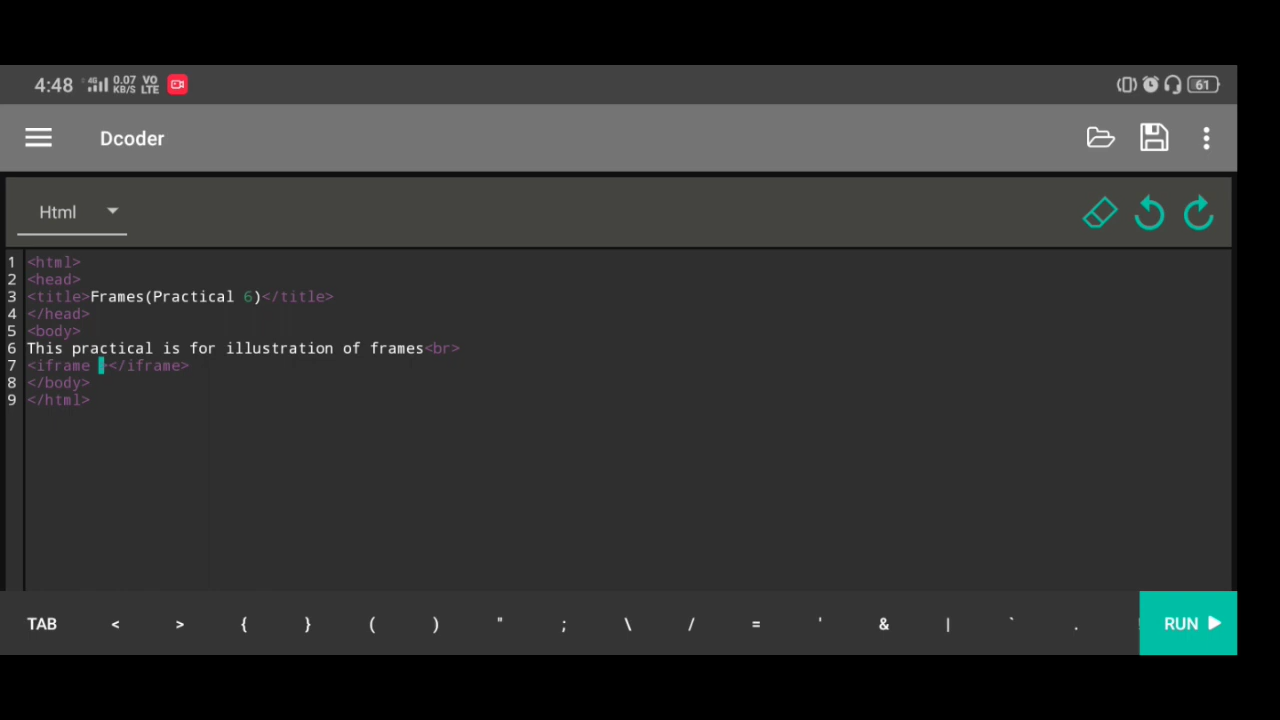 4:48 4G 0.07 KB/S VO LTE 61
Dcoder
Html
1 <html>
2 <head>
3 <title>Frames(Practical 6)</title>
4 </head>
5 <body>
6 This practical is for illustration of frames<br>
7 <iframe ></iframe>
8 </body>
9 </html>
TAB < > { } ( ) " ; \ / = ' & | ` . RUN